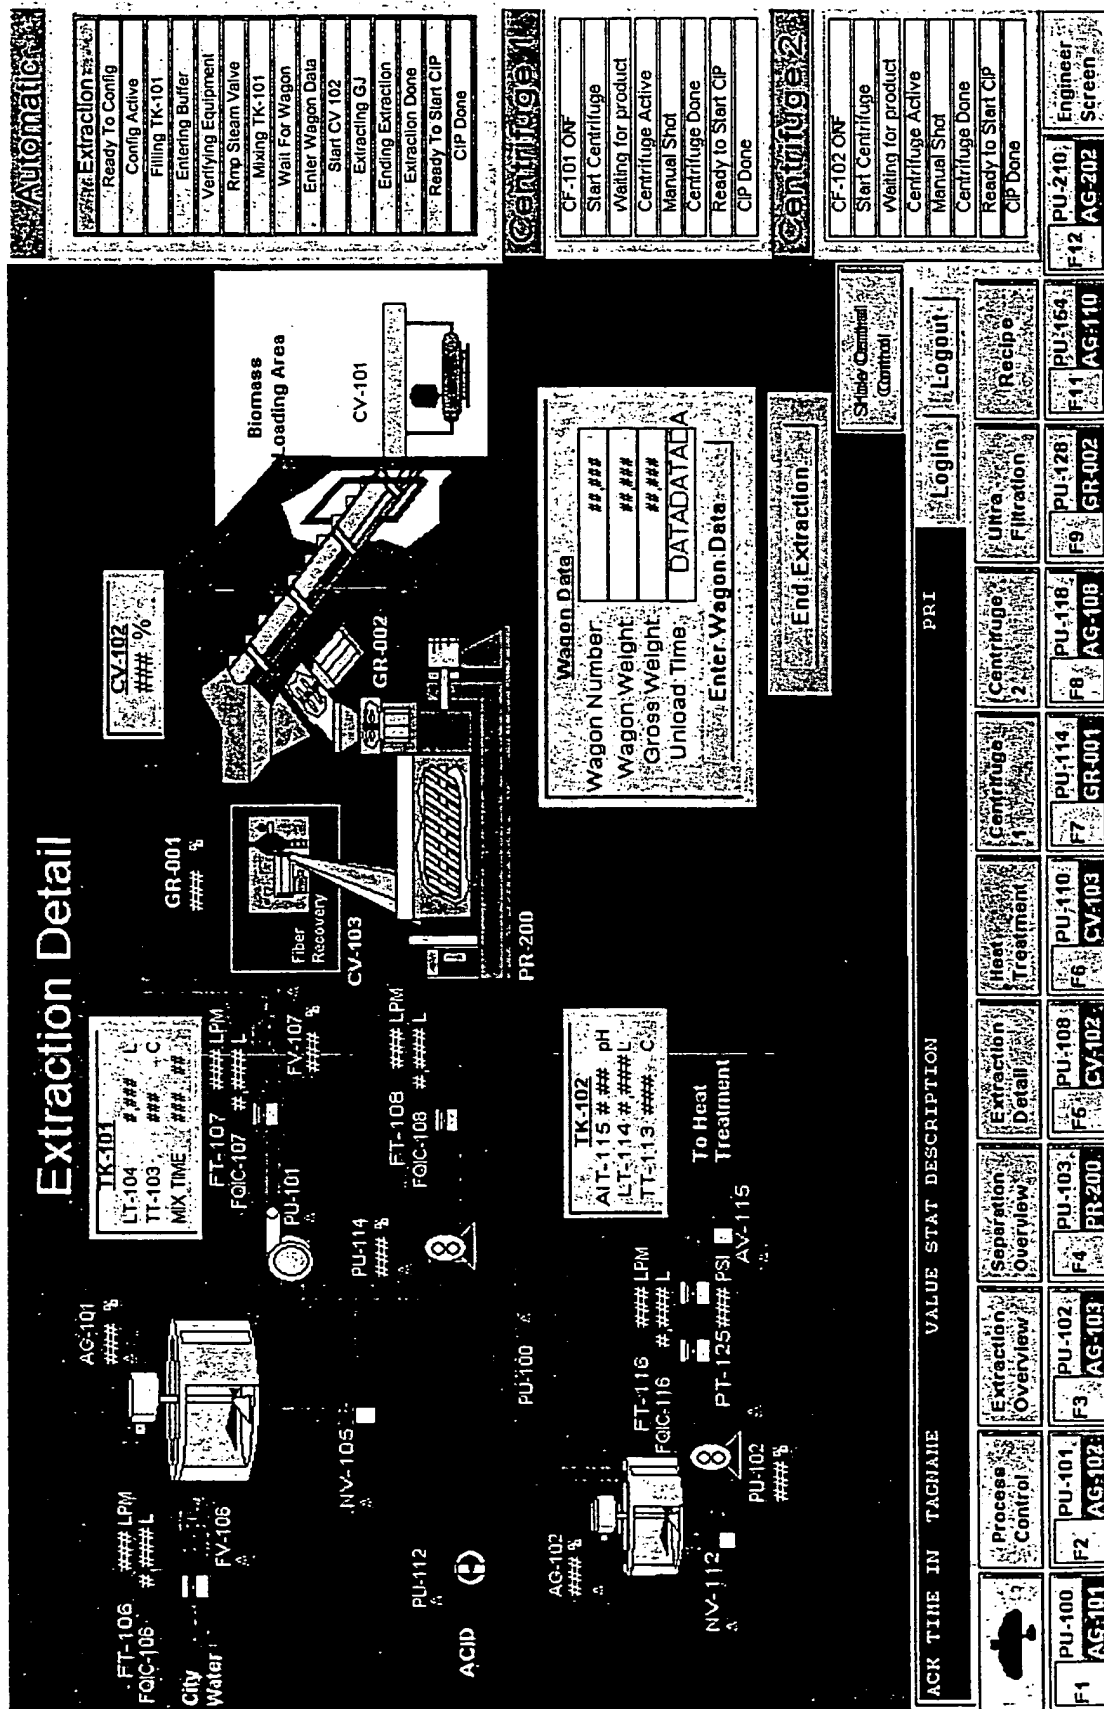 Extraction Detail
Automatic
Extraction
Ready To Config
Config Active
Filling TK-101
Entering Buffer
Verifying Equipment
Rmp Steam Valve
Mixing TK-101
Wait For Wagon
Enter Wagon Data
Start CV 102
Extracting GJ
Ending Extraction
Extraction Done
Ready To Start CIP
CIP Done
Centrifuge 1
CF-101 ONF
Start Centrifuge
Waiting for product
Centrifuge Active
Manual Shot
Centrifuge Done
Ready to Start CIP
CIP Done
Centrifuge 2
CF-102 ONF
Start Centrifuge
Waiting for product
Centrifuge Active
Manual Shot
Centrifuge Done
Ready to Start CIP
CIP Done
FT-106 #### LPM
FQIC-106 #,#### L
City
Water
FV-106
AG-101
#### %
TK-101
LT-104 #,### L
TT-103 ### C
MIX TIME ###.##
FT-107 #### LPM
FQIC-107 #,#### L
PU-101
FV-107
#### %
NV-105
GR-001
#### %
Fiber
Recovery
CV-103
CV-102
### %
GR-002
Biomass
Loading Area
CV-101
PR-200
PU-112
ACID
PU-114
#### %
FT-108 #### LPM
FQIC-108 #,#### L
PU-100
AG-102
#### %
NV-112
PU-102
#### %
FT-116 #### LPM
FQIC-116 #,#### L
PT-125 #### PSI
AV-115
TK-102
AIT-115 #.## pH
LT-114 #,### L
TT-113 ### C
To Heat
Treatment
Wagon Data
Wagon Number: ##,###
Wagon Weight: ##,###
Gross Weight: ##,###
Unload Time: DATADATADA
Enter Wagon Data
End Extraction
Control
ACK TIME IN TAGNAME VALUE STAT DESCRIPTION PRI
Login
Logout
Process
Control
Extraction
Overview
Separation
Overview
Extraction
Detail
Heat
Treatment
Centrifuge
1
Centrifuge
2
Ultra
Filtration
Recipe
F1 PU-100 AG-101
F2 PU-101 AG-102
F3 PU-102 AG-103
F4 PU-103 PR-200
F5 PU-108 CV-102
F6 PU-110 CV-103
F7 PU-114 GR-001
F8 PU-118 AG-108
F9 PU-128 GR-002
F11 PU-154 AG-110
F12 PU-210 AG-202
Engineer
Screen